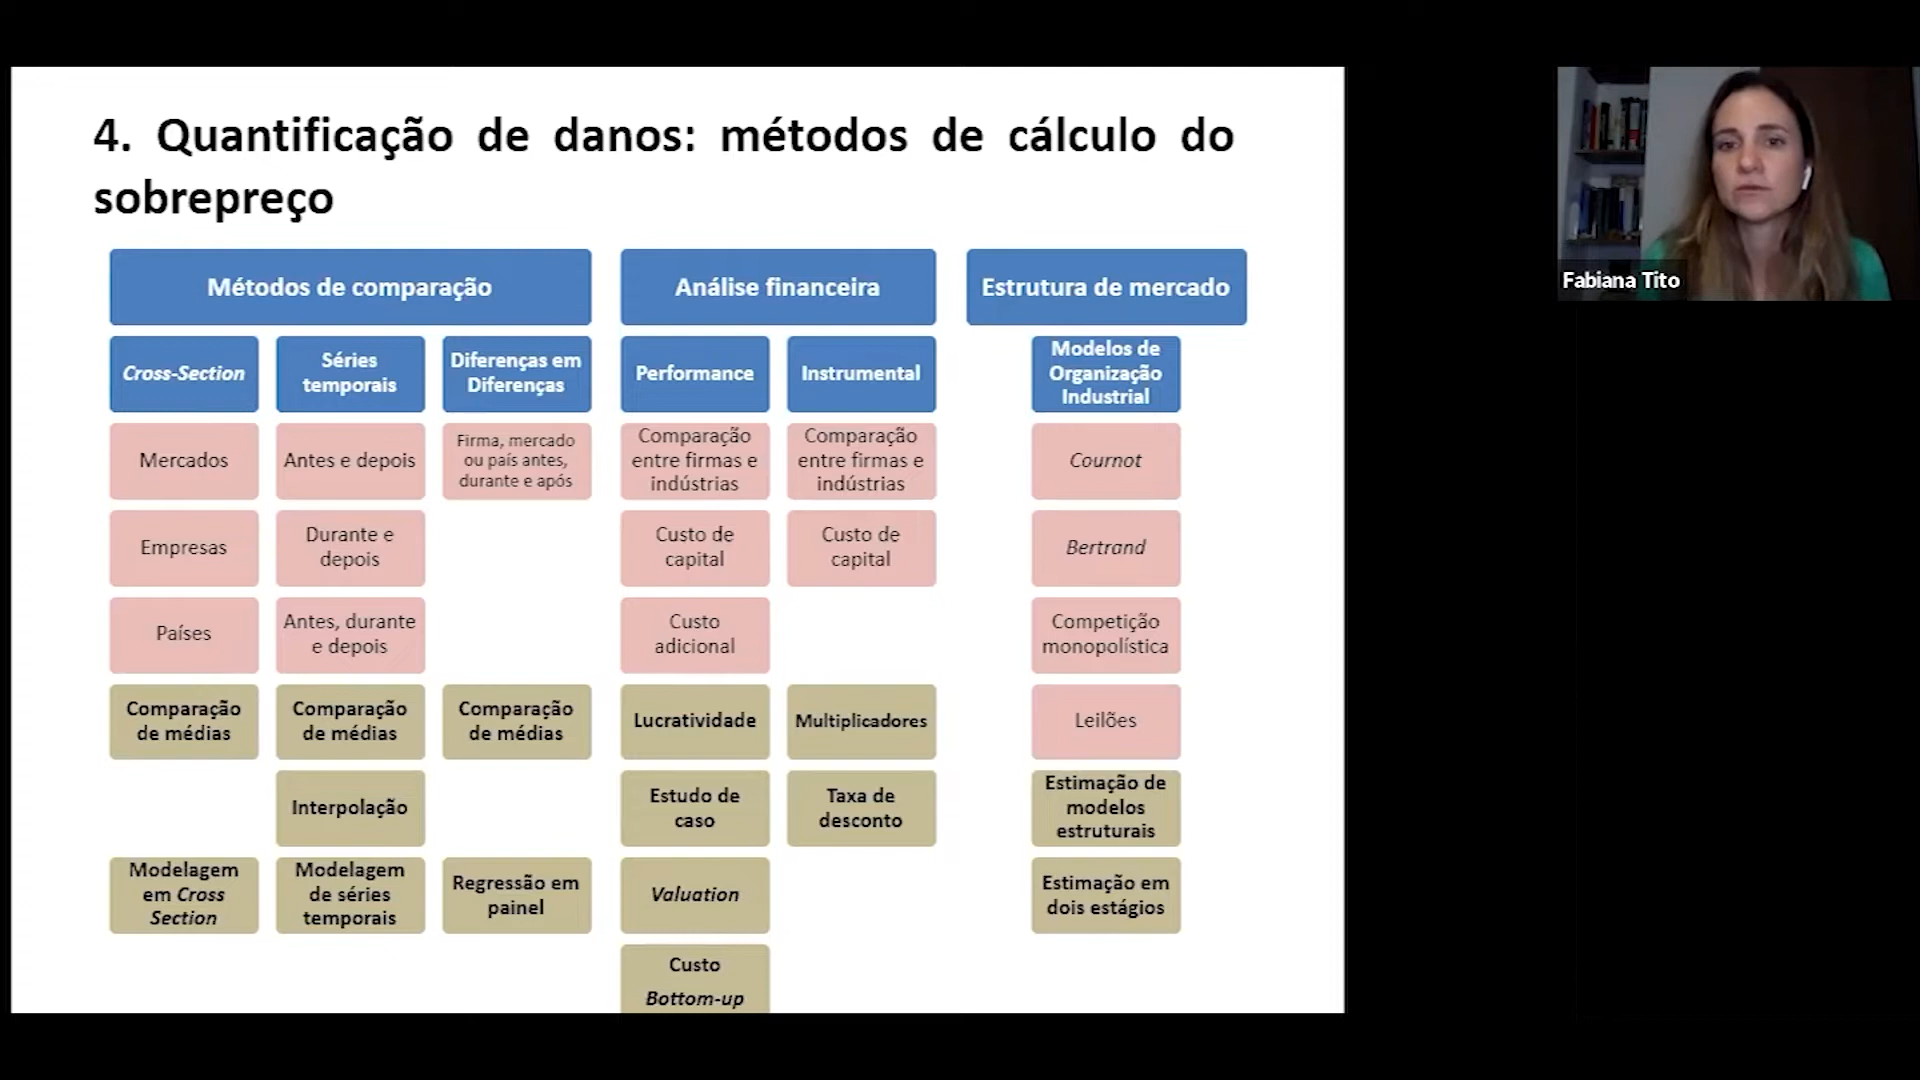 4. Quantificação de danos: métodos de cálculo do
sobrepreço
Métodos de comparação
Análise financeira
Estrutura de mercado
Cross-Section
Séries
temporais
Diferenças em
Diferenças
Performance
Instrumental
Modelos de
Organização
Industrial
Mercados
Antes e depois
Firma, mercado
ou país antes,
durante e após
Comparação
entre firmas e
indústrias
Comparação
entre firmas e
indústrias
Cournot
Empresas
Durante e
depois
Custo de
capital
Custo de
capital
Bertrand
Países
Antes, durante
e depois
Custo
adicional
Competição
monopolística
Comparação
de médias
Comparação
de médias
Comparação
de médias
Lucratividade
Multiplicadores
Leilões
Interpolação
Estudo de
caso
Taxa de
desconto
Estimação de
modelos
estruturais
Modelagem
em Cross
Section
Modelagem
de séries
temporais
Regressão em
painel
Valuation
Estimação em
dois estágios
Custo
Bottom-up
Fabiana Tito